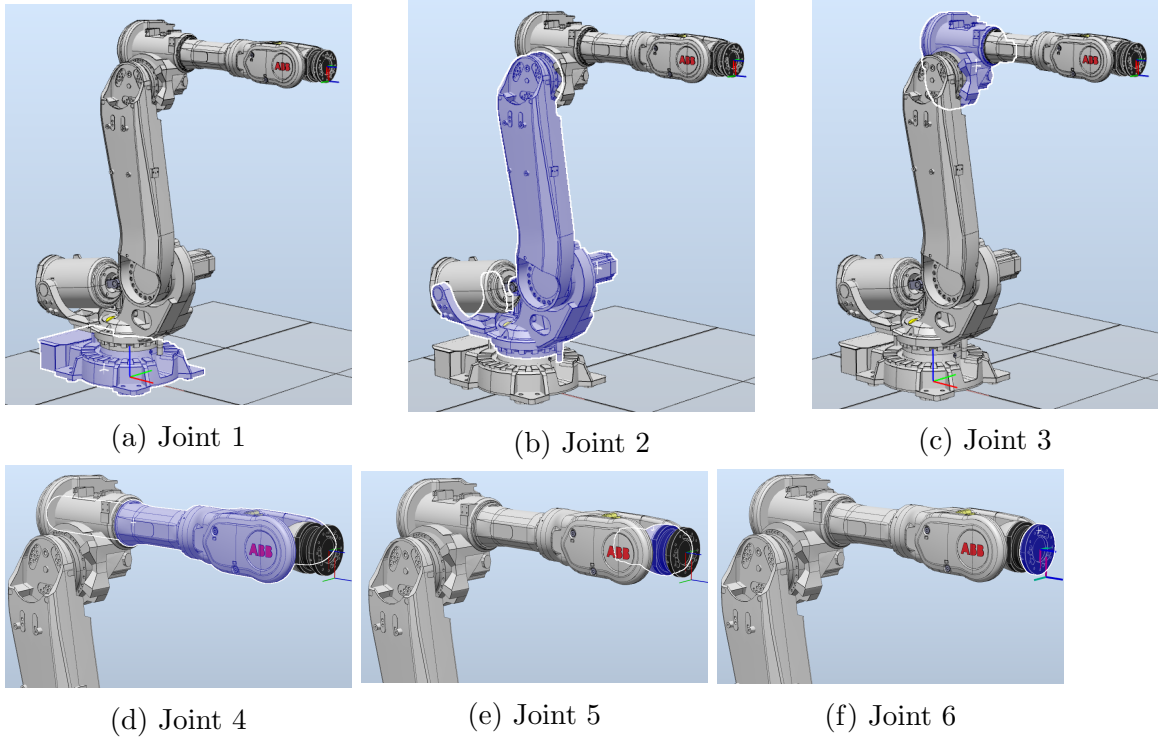 ABB
ABB
ABB
(a) Joint 1
(b) Joint 2
(c) Joint 3
ABB
ABB
ABB
(d) Joint 4
(e) Joint 5
(f) Joint 6